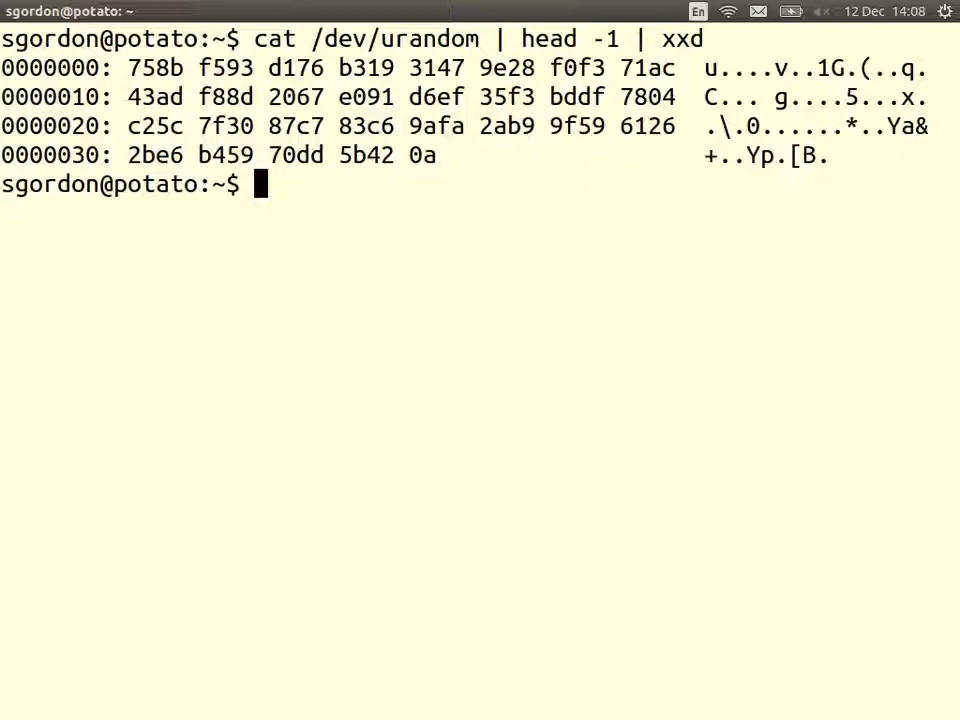 sgordon@potato: ~
En
12 Dec 14:08
sgordon@potato:~$ cat /dev/urandom | head -1 | xxd
0000000: 758b f593 d176 b319 3147 9e28 f0f3 71ac  u....v..1G.(..q.
0000010: 43ad f88d 2067 e091 d6ef 35f3 bddf 7804  C... g....5...x.
0000020: c25c 7f30 87c7 83c6 9afa 2ab9 9f59 6126  .\.0......*..Ya&
0000030: 2be6 b459 70dd 5b42 0a                   +..Yp.[B.
sgordon@potato:~$